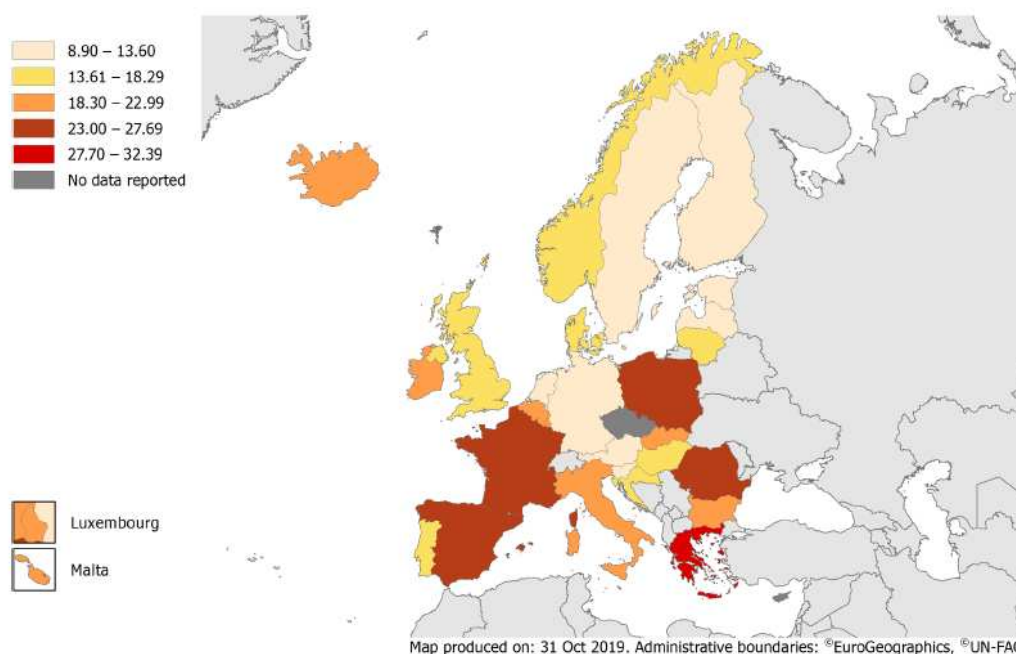 8.90 – 13.60
13.61 – 18.29
18.30 – 22.99
23.00 – 27.69
27.70 – 32.39
No data reported
Luxembourg
Malta
Map produced on: 31 Oct 2019. Administrative boundaries: ©EuroGeographics, ©UN-FAO